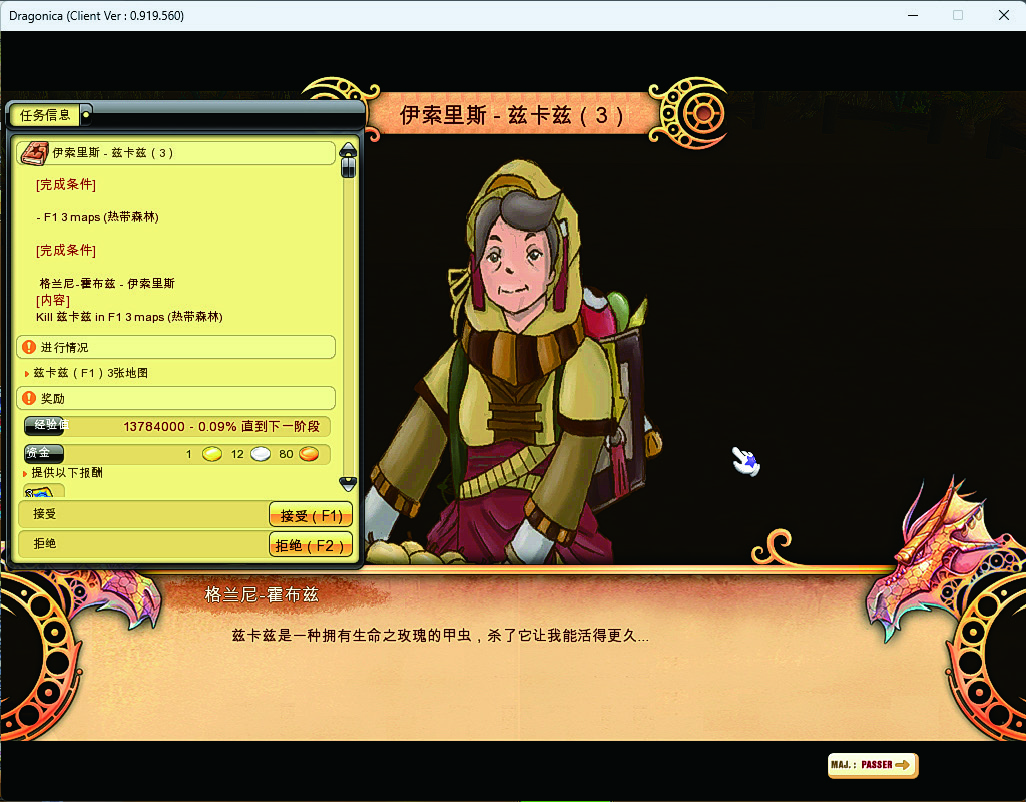 Dragonica (Client Ver : 0.919.560)
伊索里斯 - 兹卡兹 ( 3 )
任务信息
伊索里斯 - 兹卡兹 ( 3 )
[完成条件]
- F1 3 maps (热带森林)
[完成条件]
格兰尼-霍布兹 - 伊索里斯
[内容]
Kill 兹卡兹 in F1 3 maps (热带森林)
进行情况
兹卡兹 ( F1 ) 3张地图
奖励
经验值 13784000 - 0.09% 直到下一阶段
资金 1 12 80
提供以下报酬
接受 接受 ( F1)
拒绝 拒绝 ( F2 )
格兰尼-霍布兹
兹卡兹是一种拥有生命之玫瑰的甲虫，杀了它让我能活得更久...
MAJ. : PASSER